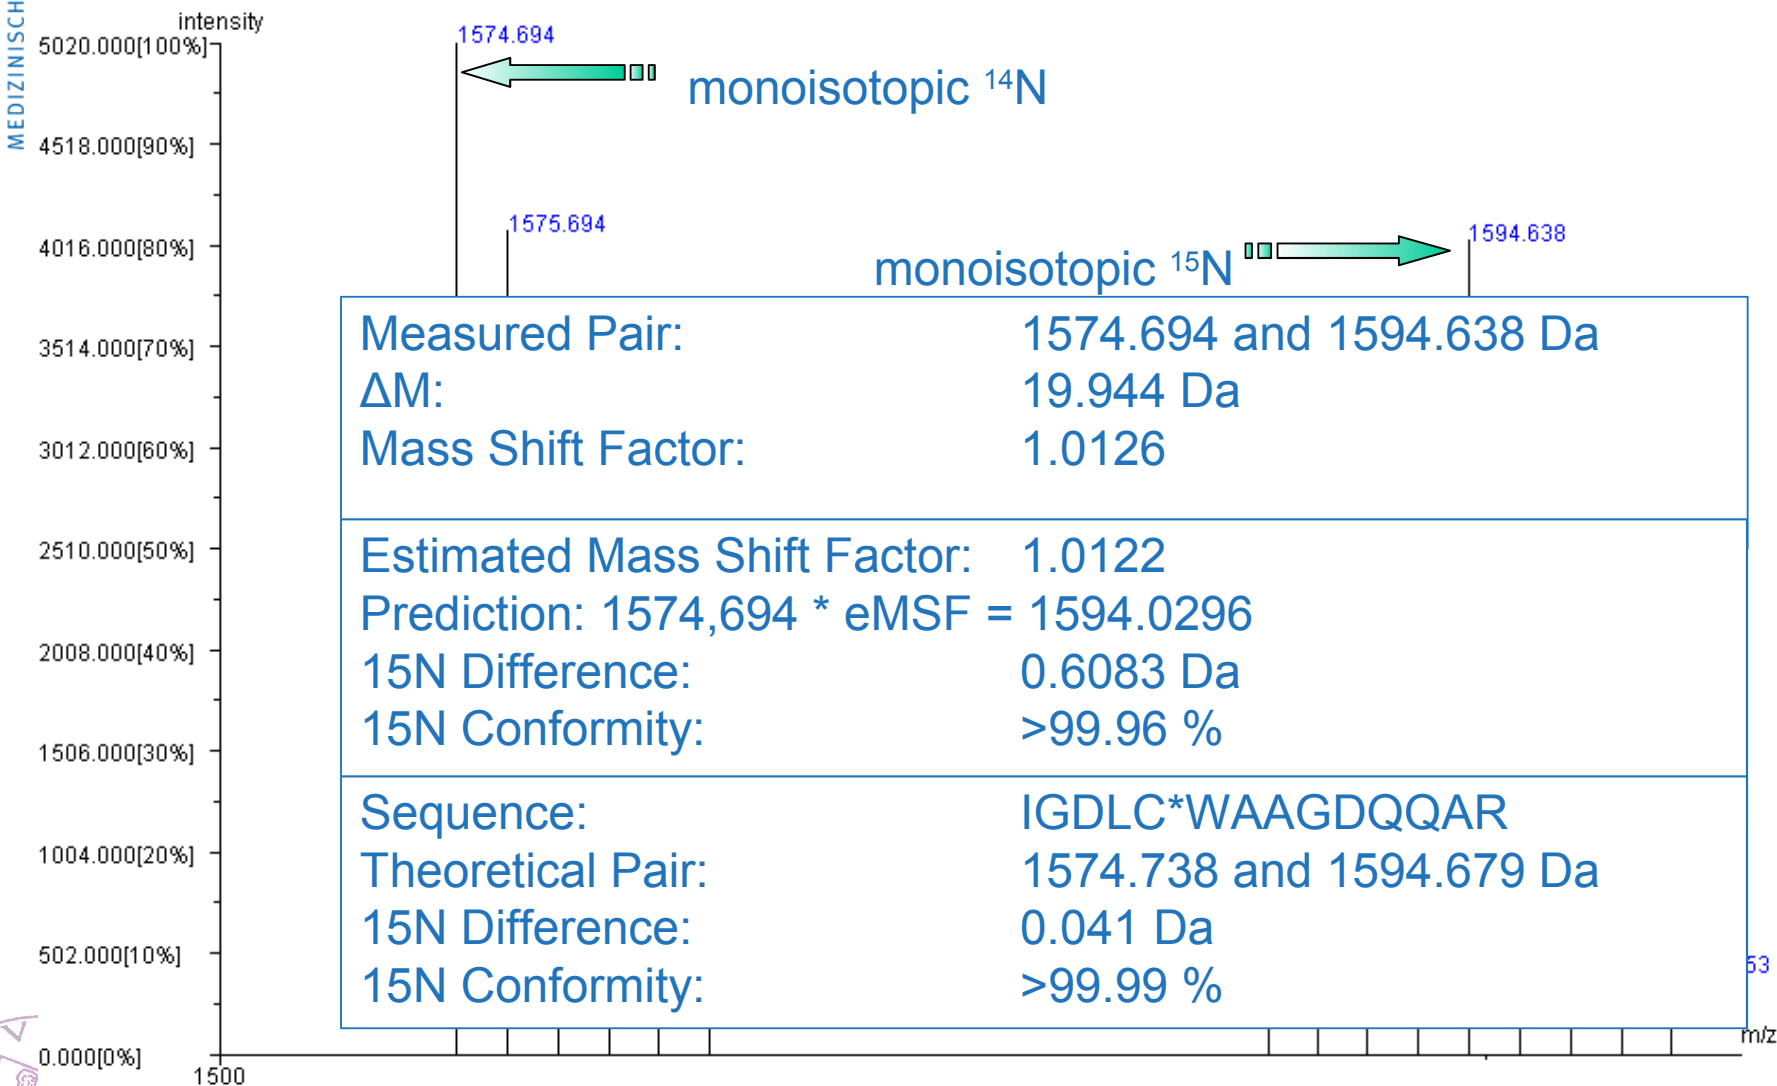 MEDIZINISCH
intensity
5020.000[100%]
1574.694
monoisotopic ¹⁴N
4518.000[90%]
1575.694
4016.000[80%]
1594.638
monoisotopic ¹⁵N
Measured Pair: 1574.694 and 1594.638 Da
3514.000[70%]
ΔM: 19.944 Da
3012.000[60%]
Mass Shift Factor: 1.0126
2510.000[50%]
Estimated Mass Shift Factor: 1.0122
Prediction: 1574,694 * eMSF = 1594.0296
2008.000[40%]
15N Difference: 0.6083 Da
15N Conformity: >99.96 %
1506.000[30%]
Sequence: IGDLC*WAAGDQQAR
1004.000[20%]
Theoretical Pair: 1574.738 and 1594.679 Da
15N Difference: 0.041 Da
502.000[10%]
53
15N Conformity: >99.99 %
m/z
0.000[0%]
1500